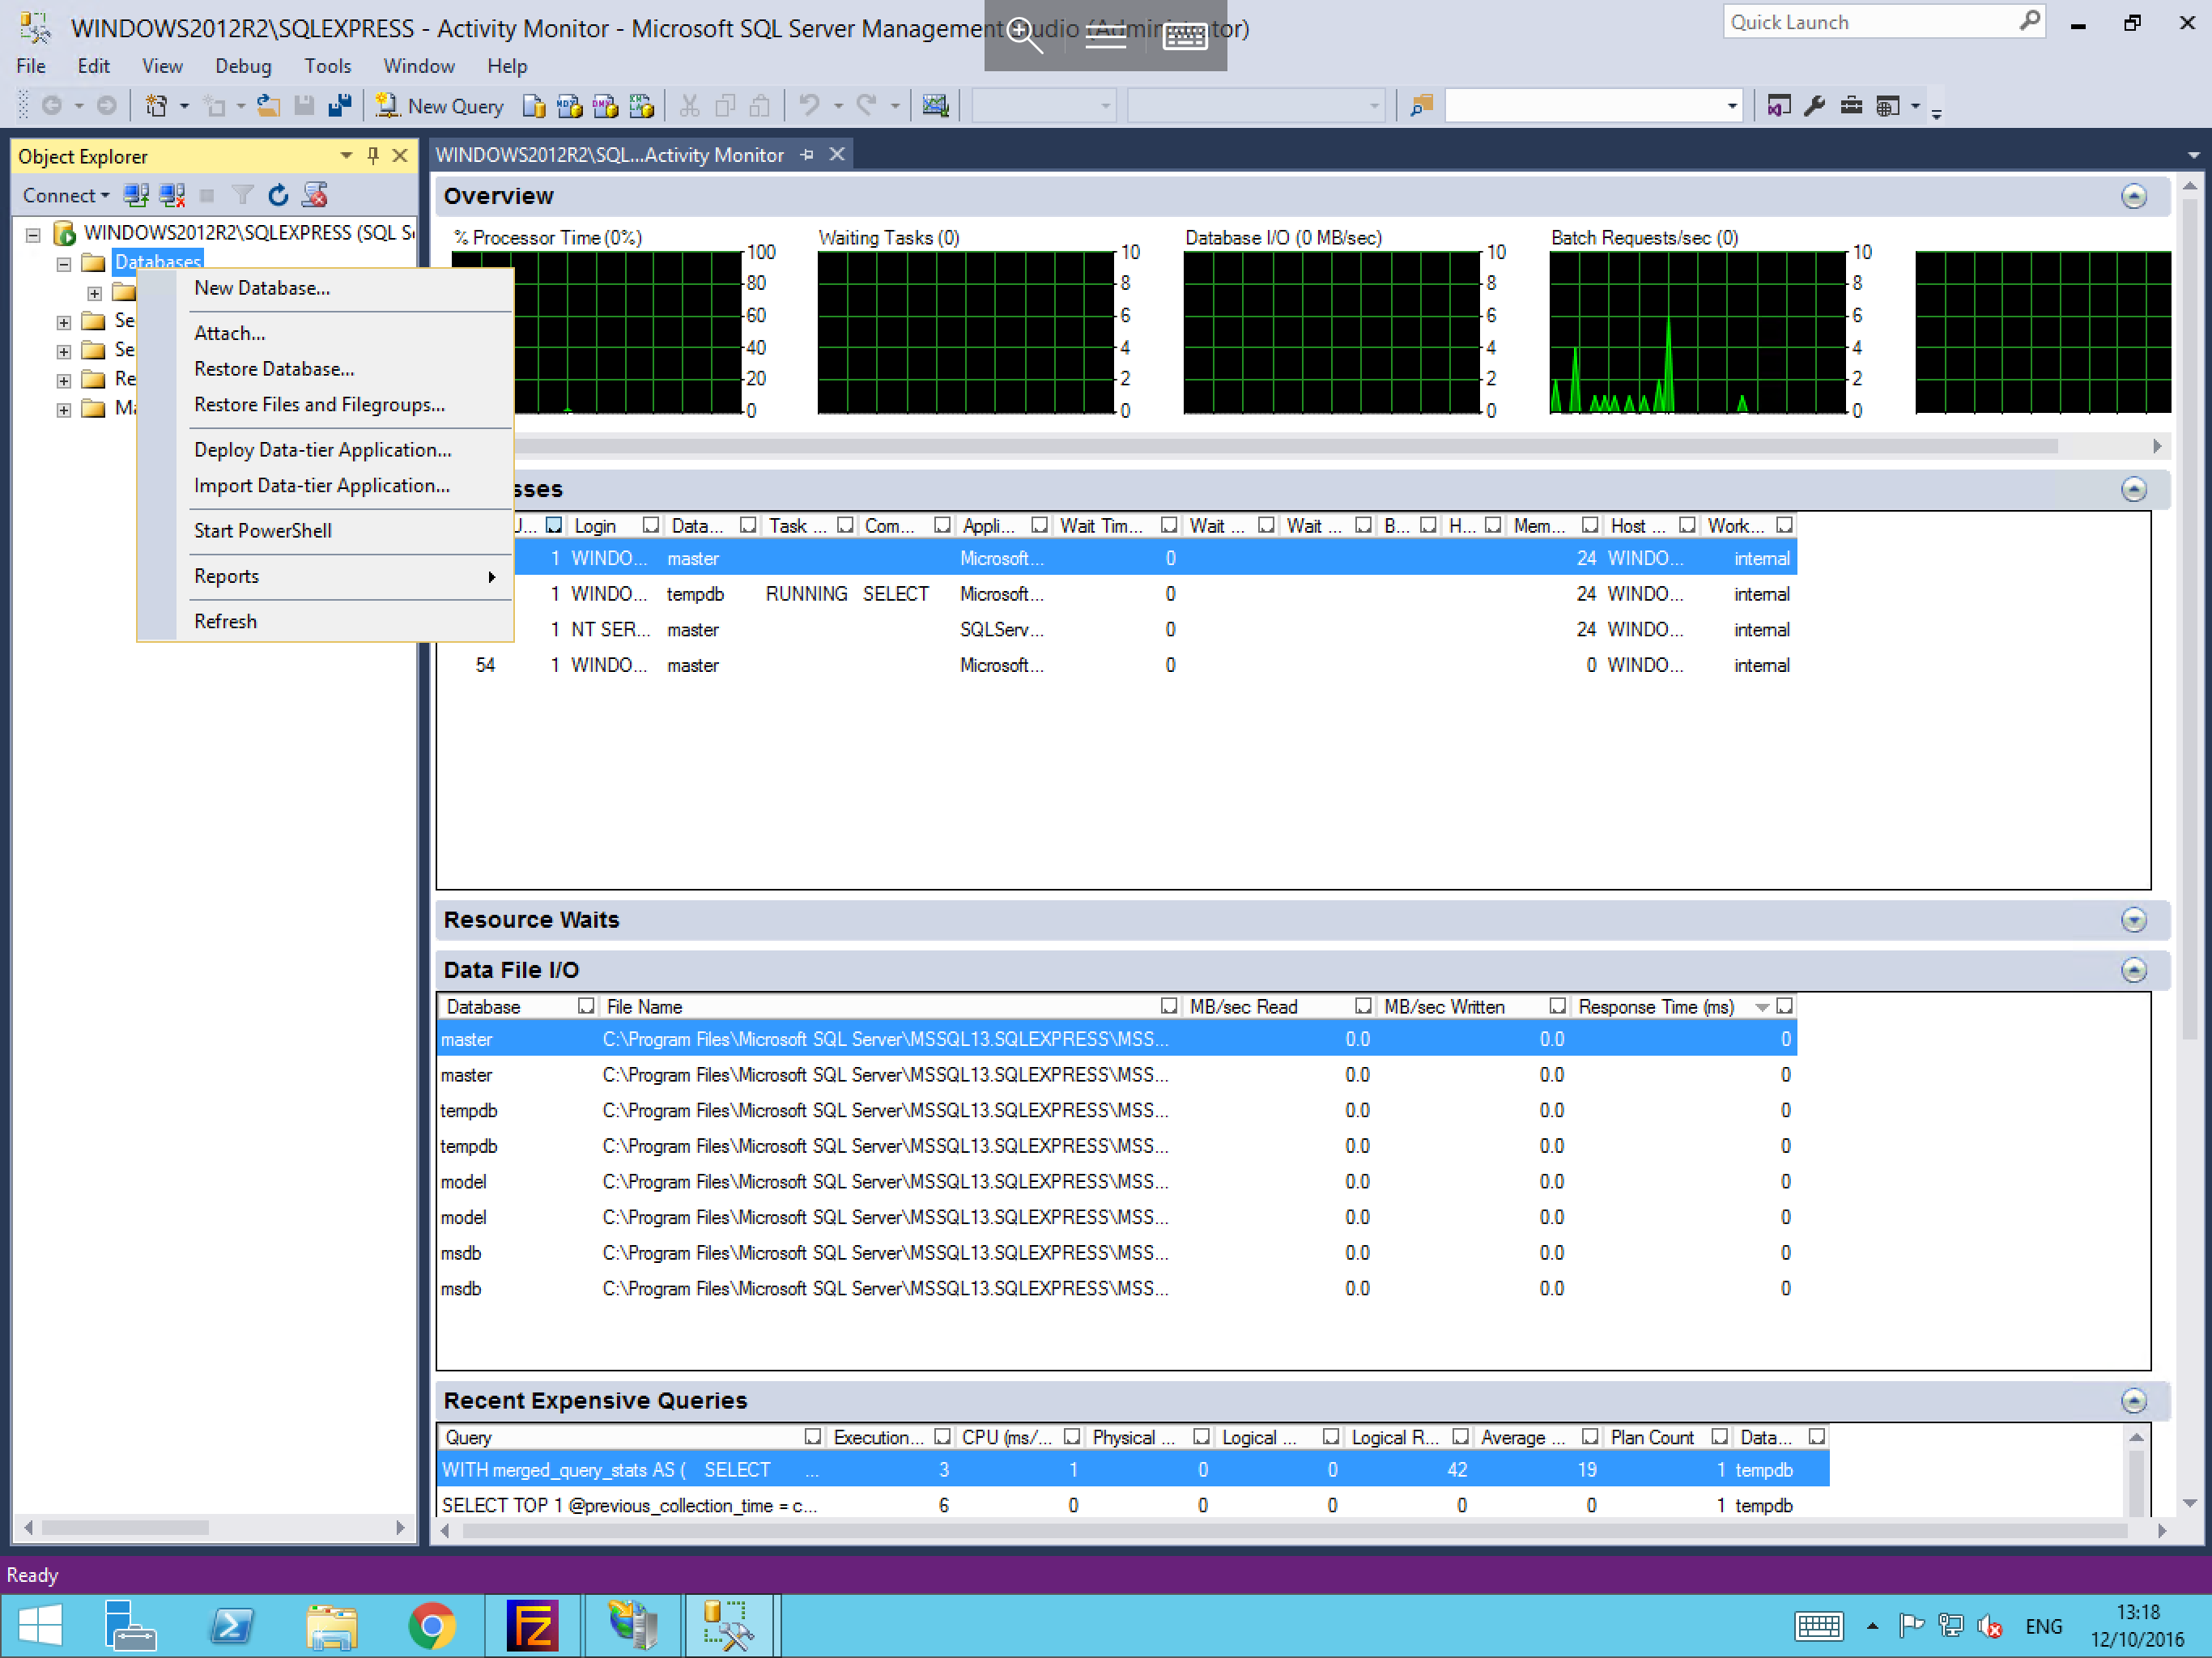 WINDOWS2012R2\SQLEXPRESS - Activity Monitor - Microsoft SQL Server Management Studio (Administrator)
Quick Launch
File Edit View Debug Tools Window Help
New Query
Object Explorer
WINDOWS2012R2\SQL...Activity Monitor
Connect
WINDOWS2012R2\SQLEXPRESS (SQL S
Databases
Se
Se
Re
Ma
New Database...
Attach...
Restore Database...
Restore Files and Filegroups...
Deploy Data-tier Application...
Import Data-tier Application...
Start PowerShell
Reports
Refresh
Overview
% Processor Time (0%) Waiting Tasks (0) Database I/O (0 MB/sec) Batch Requests/sec (0)
100 10 10 10
80 8 8 8
60 6 6 6
40 4 4 4
20 2 2 2
0 0 0 0
sses
U... Login Data... Task ... Com... Appli... Wait Tim... Wait ... Wait ... B... H... Mem... Host ... Work...
1 WINDO... master Microsoft... 0 24 WINDO... internal
1 WINDO... tempdb RUNNING SELECT Microsoft... 0 24 WINDO... internal
1 NT SER... master SQLServ... 0 24 WINDO... internal
54 1 WINDO... master Microsoft... 0 0 WINDO... internal
Resource Waits
Data File I/O
Database File Name MB/sec Read MB/sec Written Response Time (ms)
master C:\Program Files\Microsoft SQL Server\MSSQL13.SQLEXPRESS\MSS... 0.0 0.0 0
master C:\Program Files\Microsoft SQL Server\MSSQL13.SQLEXPRESS\MSS... 0.0 0.0 0
tempdb C:\Program Files\Microsoft SQL Server\MSSQL13.SQLEXPRESS\MSS... 0.0 0.0 0
tempdb C:\Program Files\Microsoft SQL Server\MSSQL13.SQLEXPRESS\MSS... 0.0 0.0 0
model C:\Program Files\Microsoft SQL Server\MSSQL13.SQLEXPRESS\MSS... 0.0 0.0 0
model C:\Program Files\Microsoft SQL Server\MSSQL13.SQLEXPRESS\MSS... 0.0 0.0 0
msdb C:\Program Files\Microsoft SQL Server\MSSQL13.SQLEXPRESS\MSS... 0.0 0.0 0
msdb C:\Program Files\Microsoft SQL Server\MSSQL13.SQLEXPRESS\MSS... 0.0 0.0 0
Recent Expensive Queries
Query Execution... CPU (ms/... Physical ... Logical ... Logical R... Average ... Plan Count Data...
WITH merged_query_stats AS ( SELECT ... 3 1 0 0 42 19 1 tempdb
SELECT TOP 1 @previous_collection_time = c... 6 0 0 0 0 0 1 tempdb
Ready
ENG
13:18
12/10/2016